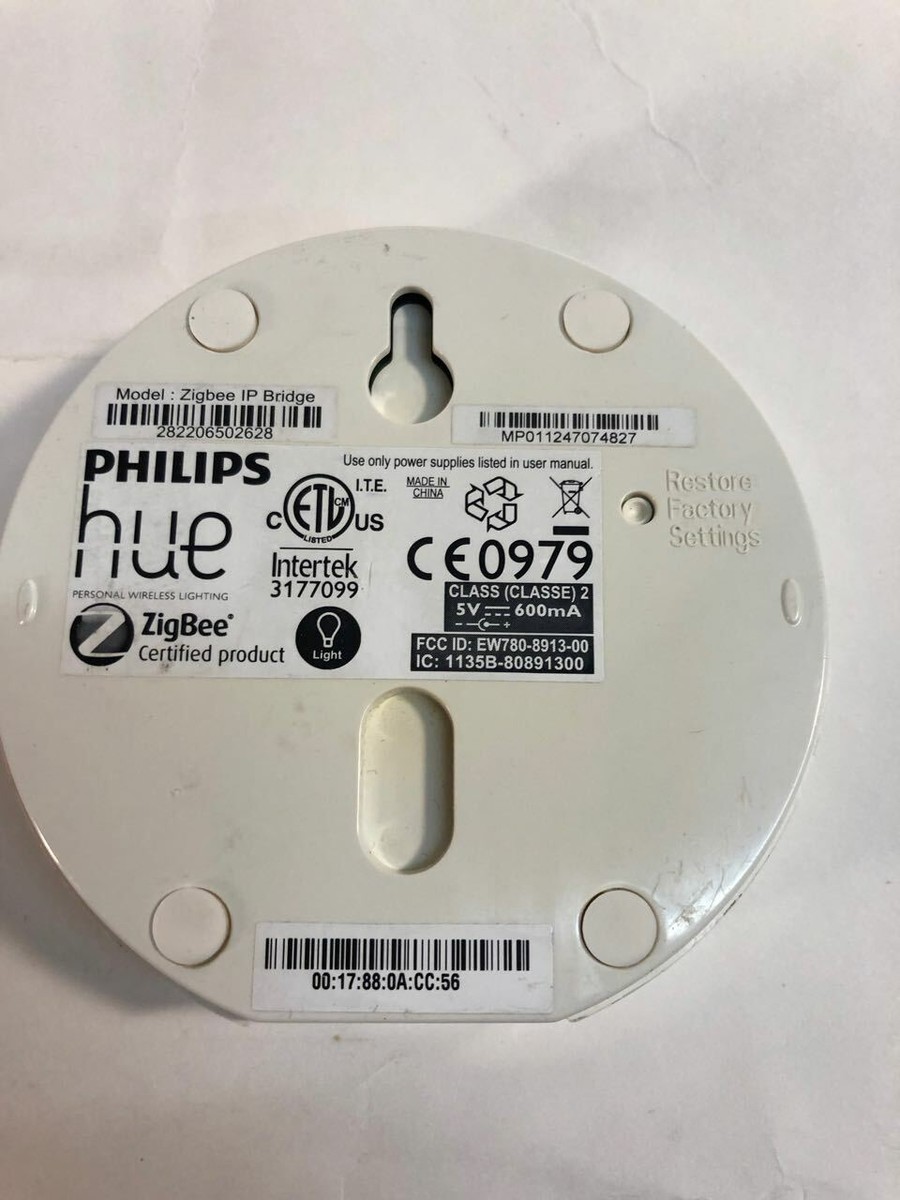 Model : Zigbee IP Bridge
282206502628
MP011247074827
PHILIPS
hue
PERSONAL WIRELESS LIGHTING
ZigBee®
Certified product
Use only power supplies listed in user manual.
I.T.E.
C ETL CM US
LISTED
Intertek
3177099
Light
MADE IN
CHINA
CE0979
CLASS (CLASSE) 2
5V 600mA
- +
FCC ID: EW780-8913-00
IC: 1135B-80891300
Restore
Factory
Settings
00:17:88:0A:CC:56